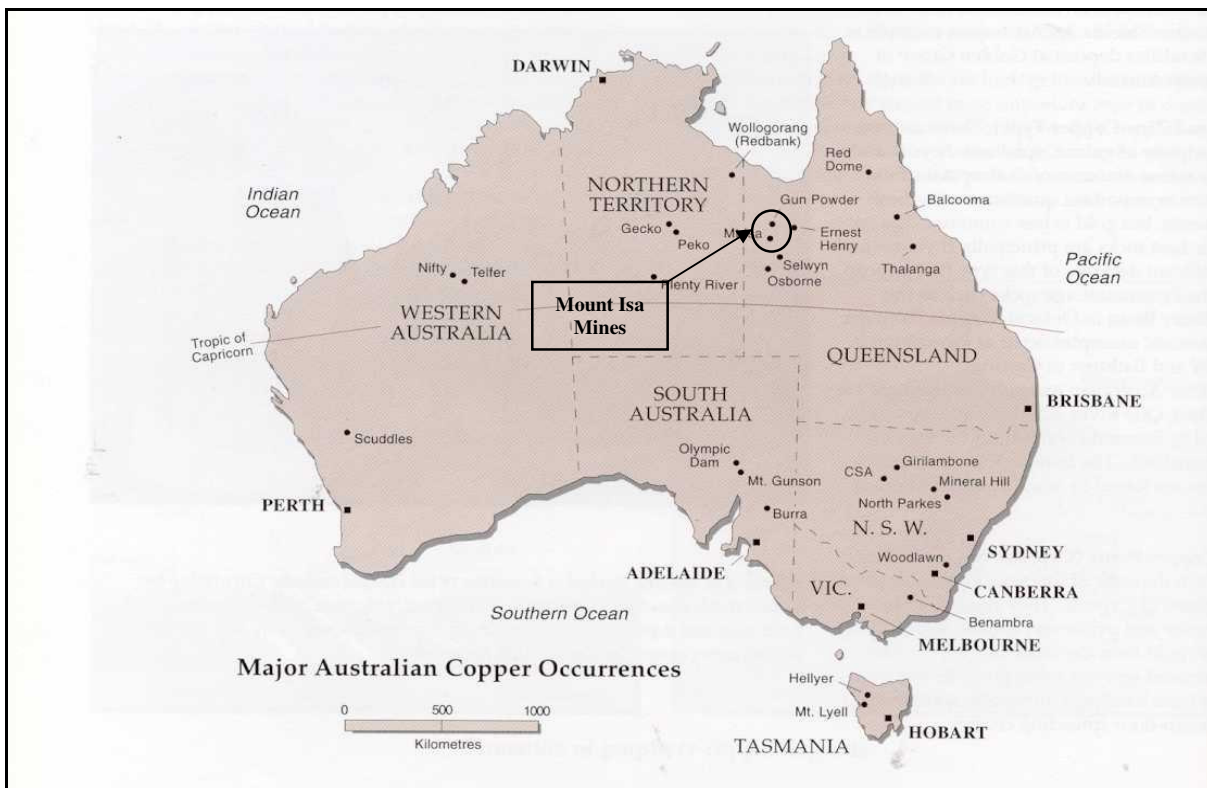 DARWIN
Wollogorang
(Redbank)
Red
Dome
Indian
Ocean
NORTHERN
TERRITORY
Gun Powder
Balcooma
Gecko
Peko
Ernest
Henry
Pacific
Ocean
Nifty
Telfer
Selwyn
Thalanga
Plenty River
Osborne
WESTERN
AUSTRALIA
Mount Isa
Mines
Tropic of
Capricorn
QUEENSLAND
SOUTH
AUSTRALIA
BRISBANE
Scuddles
Olympic
Dam
Mt. Gunson
CSA
Girilambone
Mineral Hill
North Parkes
PERTH
Burra
N. S. W.
SYDNEY
ADELAIDE
Woodlawn
VIC.
CANBERRA
Southern Ocean
Benambra
MELBOURNE
Major Australian Copper Occurrences
Hellyer
Mt. Lyell
0 500 1000
Kilometres
HOBART
TASMANIA